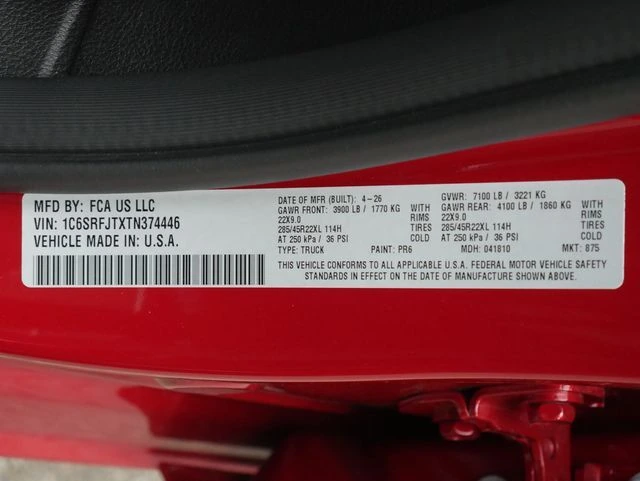 MFD BY: FCA US LLC
VIN: 1C6SRFJTXTN374446
VEHICLE MADE IN: U.S.A.
DATE OF MFR (BUILT): 4-26 GVWR: 7100 LB / 3221 KG
GAWR FRONT: 3900 LB / 1770 KG WITH GAWR REAR: 4100 LB / 1860 KG WITH
22X9.0 RIMS 22X9.0 RIMS
285/45R22XL 114H TIRES 285/45R22XL 114H TIRES
AT 250 kPa / 36 PSI COLD AT 250 kPa / 36 PSI COLD
TYPE: TRUCK PAINT: PR6 MDH: 041810 MKT: 875
THIS VEHICLE CONFORMS TO ALL APPLICABLE U.S.A. FEDERAL MOTOR VEHICLE SAFETY
STANDARDS IN EFFECT ON THE DATE OF MANUFACTURE SHOWN ABOVE.